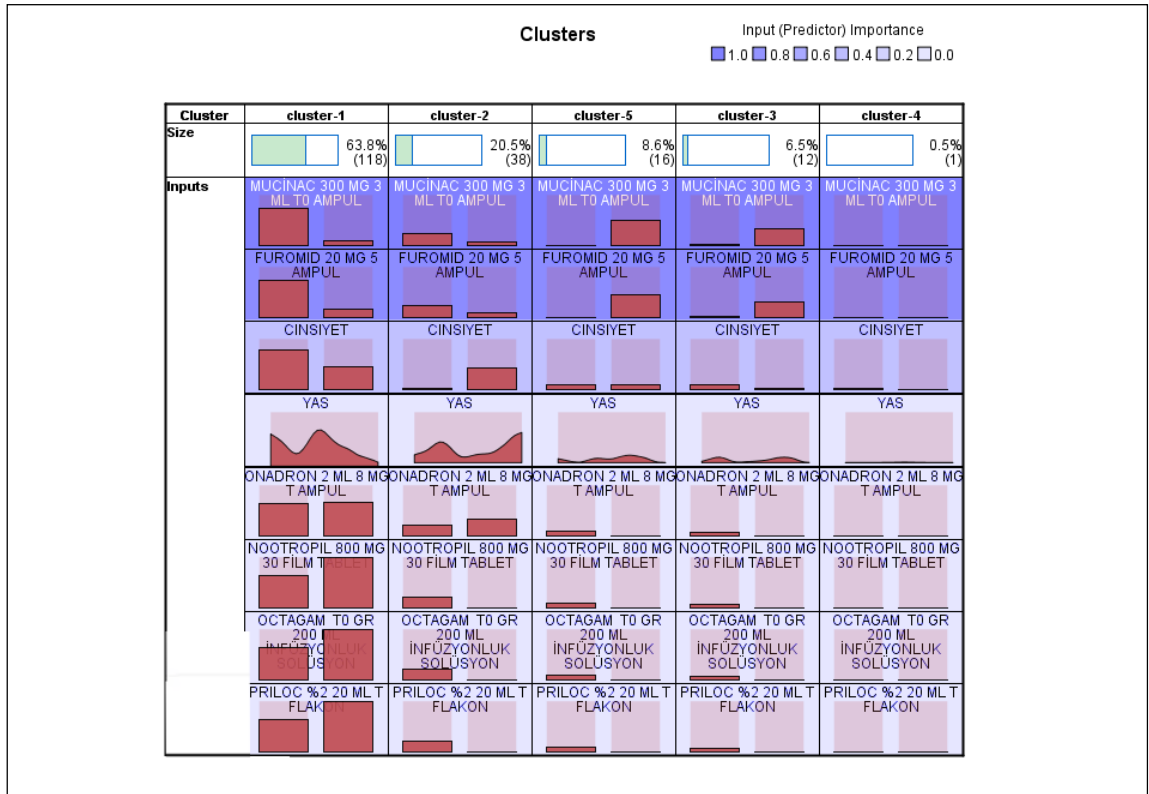 Clusters
Input (Predictor) Importance
1.0 0.8 0.6 0.4 0.2 0.0
Cluster cluster-1 cluster-2 cluster-5 cluster-3 cluster-4
Size
63.8% 20.5% 8.6% 6.5% 0.5%
(118) (38) (16) (12) (1)
Inputs
MUCİNAC 300 MG 3 MUCİNAC 300 MG 3 MUCİNAC 300 MG 3 MUCİNAC 300 MG 3 MUCİNAC 300 MG 3
ML T0 AMPUL ML T0 AMPUL ML T0 AMPUL ML T0 AMPUL ML T0 AMPUL
FUROMID 20 MG 5 FUROMID 20 MG 5 FUROMID 20 MG 5 FUROMID 20 MG 5 FUROMID 20 MG 5
AMPUL AMPUL AMPUL AMPUL AMPUL
CINSIYET CINSIYET CINSIYET CINSIYET CINSIYET
YAS YAS YAS YAS YAS
ONADRON 2 ML 8 MG ONADRON 2 ML 8 MG ONADRON 2 ML 8 MG ONADRON 2 ML 8 MG ONADRON 2 ML 8 MG
T AMPUL T AMPUL T AMPUL T AMPUL T AMPUL
NOOTROPIL 800 MG NOOTROPIL 800 MG NOOTROPIL 800 MG NOOTROPIL 800 MG NOOTROPIL 800 MG
30 FİLM TABLET 30 FİLM TABLET 30 FİLM TABLET 30 FİLM TABLET 30 FİLM TABLET
OCTAGAM T0 GR OCTAGAM T0 GR OCTAGAM T0 GR OCTAGAM T0 GR OCTAGAM T0 GR
200 ML 200 ML 200 ML 200 ML 200 ML
İNFÜZYONLUK İNFÜZYONLUK İNFÜZYONLUK İNFÜZYONLUK İNFÜZYONLUK
SOLÜSYON SOLÜSYON SOLÜSYON SOLÜSYON SOLÜSYON
PRILOC %2 20 ML T PRILOC %2 20 ML T PRILOC %2 20 ML T PRILOC %2 20 ML T PRILOC %2 20 ML T
FLAKON FLAKON FLAKON FLAKON FLAKON